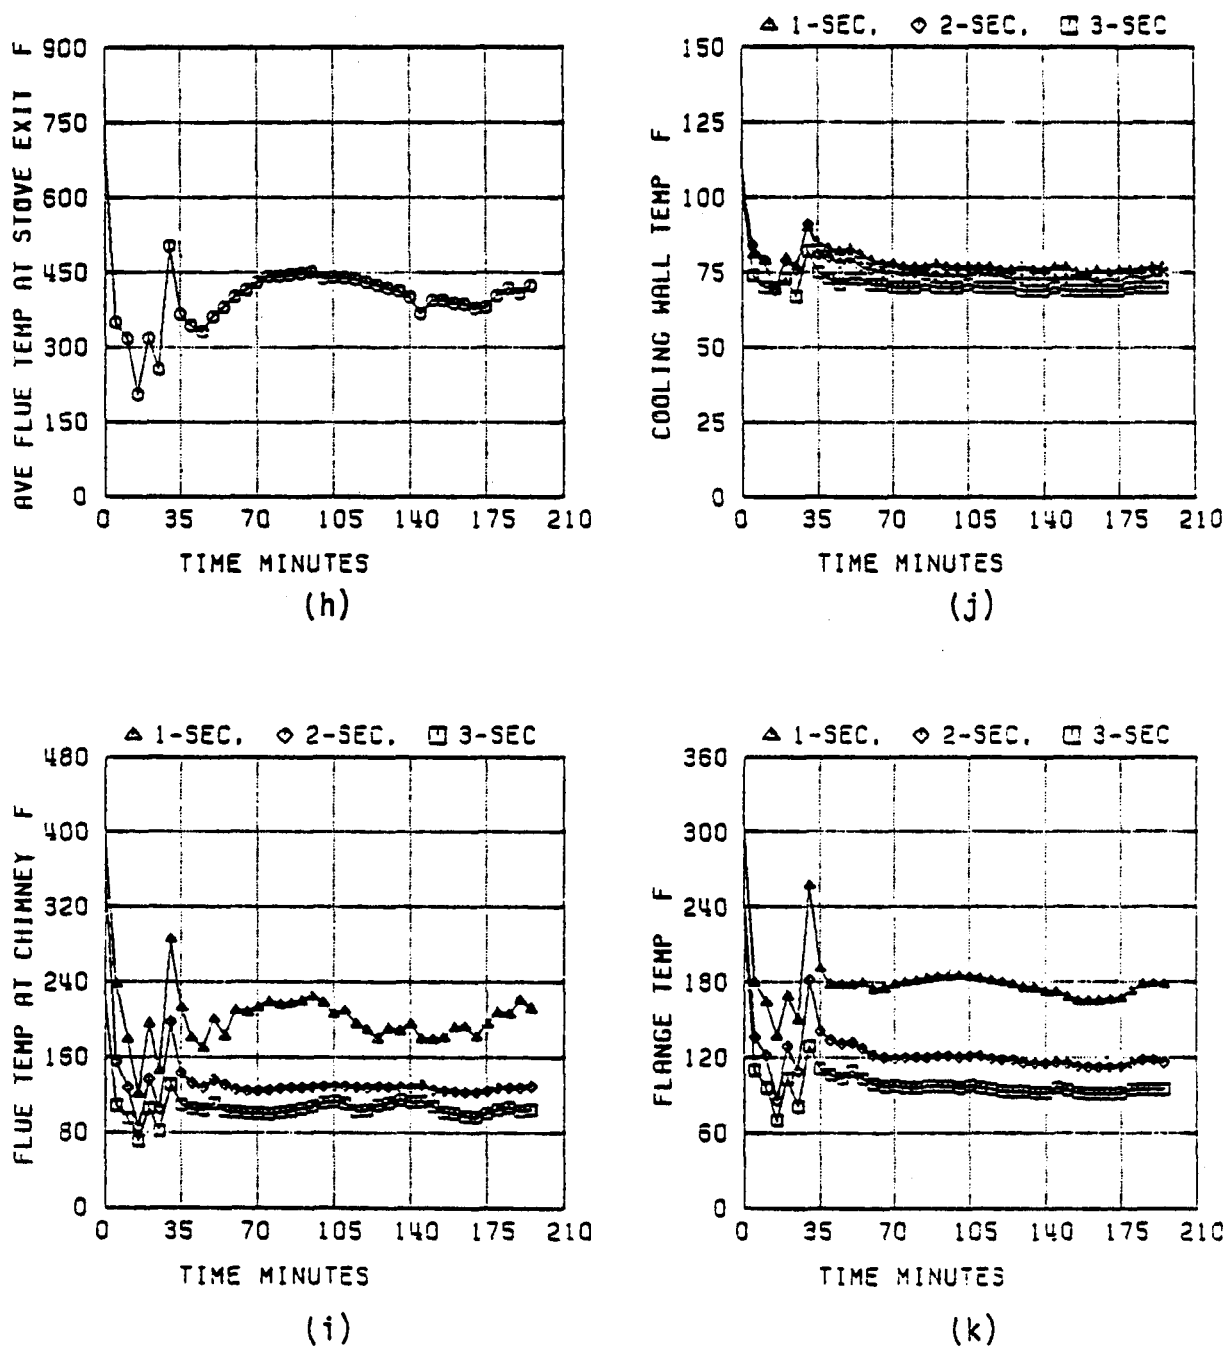 AVE FLUE TEMP AT STOVE EXIT F
900
750
600
450
300
150
0
0 35 70 105 140 175 210
TIME MINUTES
(h)
△ 1-SEC, ◇ 2-SEC, □ 3-SEC
COOLING WALL TEMP F
150
125
100
75
50
25
0
0 35 70 105 140 175 210
TIME MINUTES
(j)
△ 1-SEC, ◇ 2-SEC, □ 3-SEC
FLUE TEMP AT CHIMNEY F
480
400
320
240
160
80
0
0 35 70 105 140 175 210
TIME MINUTES
(i)
△ 1-SEC, ◇ 2-SEC, □ 3-SEC
FLANGE TEMP F
360
300
240
180
120
60
0
0 35 70 105 140 175 210
TIME MINUTES
(k)